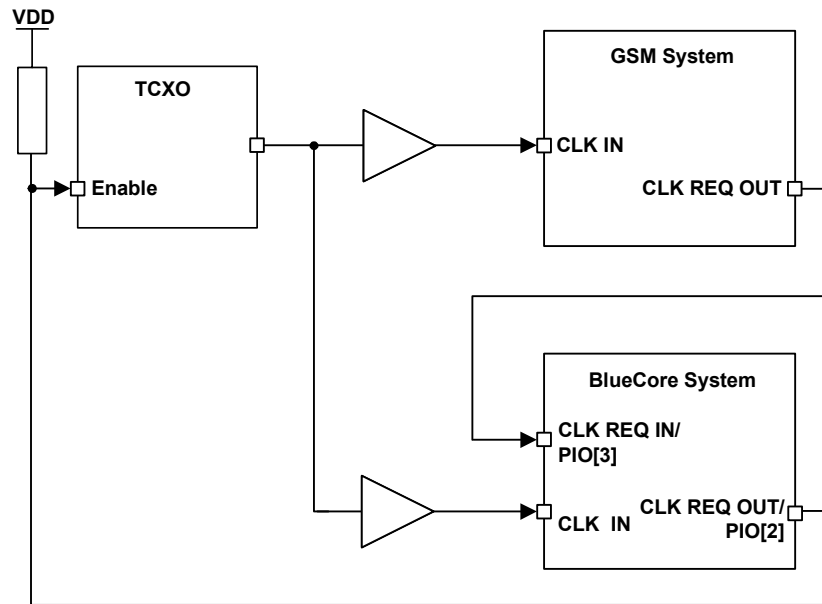 VDD
TCXO
Enable
GSM System
CLK IN
CLK REQ OUT
BlueCore System
CLK REQ IN/
PIO[3]
CLK IN
CLK REQ OUT/
PIO[2]